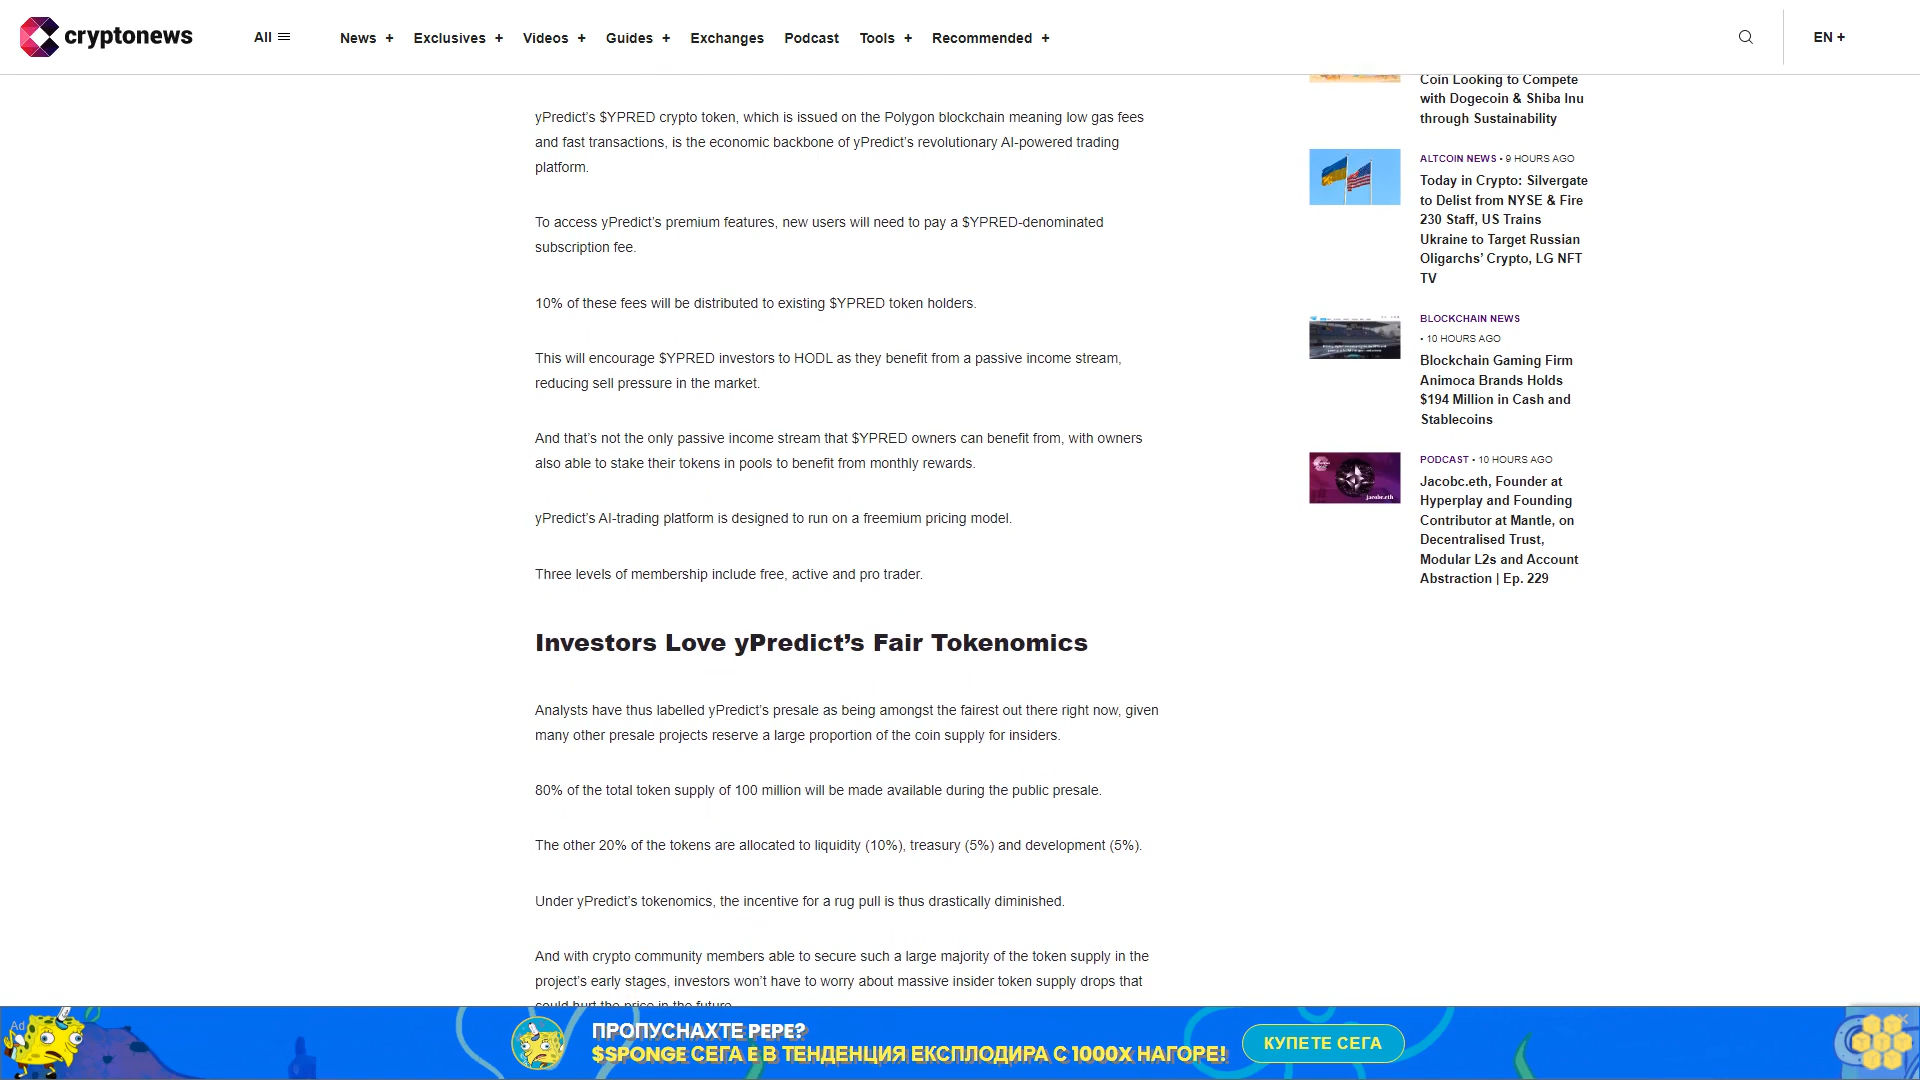 cryptonews
All
News +
Exclusives +
Videos +
Guides +
Exchanges
Podcast
Tools +
Recommended +
EN +
yPredict’s $YPRED crypto token, which is issued on the Polygon blockchain meaning low gas fees
and fast transactions, is the economic backbone of yPredict’s revolutionary AI-powered trading
platform.
To access yPredict’s premium features, new users will need to pay a $YPRED-denominated
subscription fee.
10% of these fees will be distributed to existing $YPRED token holders.
This will encourage $YPRED investors to HODL as they benefit from a passive income stream,
reducing sell pressure in the market.
And that’s not the only passive income stream that $YPRED owners can benefit from, with owners
also able to stake their tokens in pools to benefit from monthly rewards.
yPredict’s AI-trading platform is designed to run on a freemium pricing model.
Three levels of membership include free, active and pro trader.
Investors Love yPredict’s Fair Tokenomics
Analysts have thus labelled yPredict’s presale as being amongst the fairest out there right now, given
many other presale projects reserve a large proportion of the coin supply for insiders.
80% of the total token supply of 100 million will be made available during the public presale.
The other 20% of the tokens are allocated to liquidity (10%), treasury (5%) and development (5%).
Under yPredict’s tokenomics, the incentive for a rug pull is thus drastically diminished.
And with crypto community members able to secure such a large majority of the token supply in the
project’s early stages, investors won’t have to worry about massive insider token supply drops that
could hurt the price in the future.
Coin Looking to Compete
with Dogecoin & Shiba Inu
through Sustainability
ALTCOIN NEWS • 9 HOURS AGO
Today in Crypto: Silvergate
to Delist from NYSE & Fire
230 Staff, US Trains
Ukraine to Target Russian
Oligarchs’ Crypto, LG NFT
TV
BLOCKCHAIN NEWS
• 10 HOURS AGO
Blockchain Gaming Firm
Animoca Brands Holds
$194 Million in Cash and
Stablecoins
jacobc.eth
PODCAST • 10 HOURS AGO
Jacobc.eth, Founder at
Hyperplay and Founding
Contributor at Mantle, on
Decentralised Trust,
Modular L2s and Account
Abstraction | Ep. 229
Ad
ПРОПУСНАХТЕ PEPE?
$SPONGE СЕГА Е В ТЕНДЕНЦИЯ ЕКСПЛОДИРА С 1000X НАГОРЕ!
КУПЕТЕ СЕГА